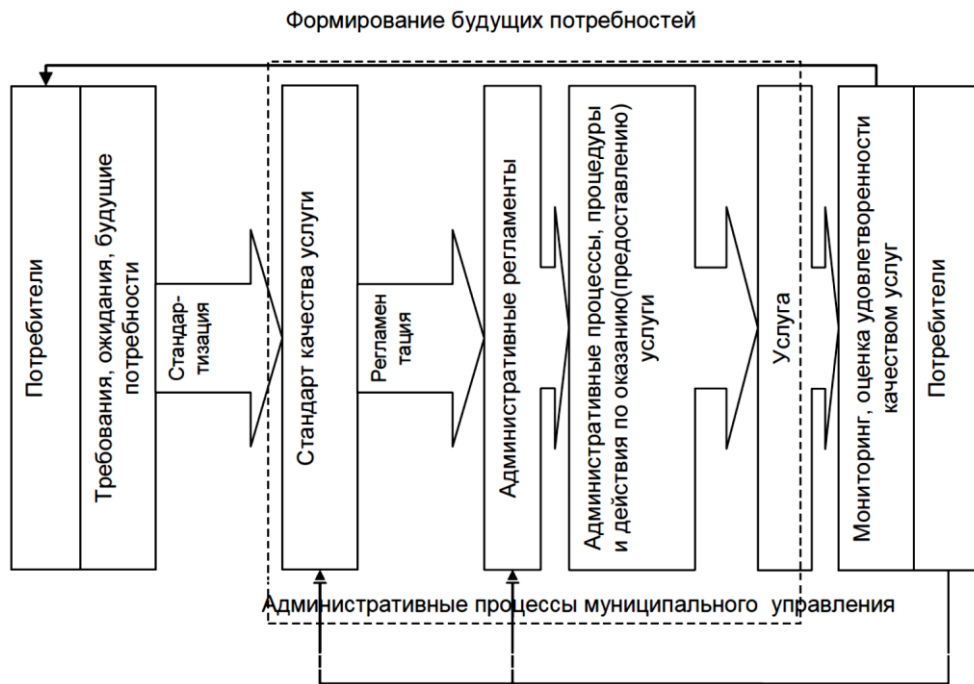 Формирование будущих потребностей
Потребители
Требования, ожидания, будущие
потребности
Стандар-
тизация
Стандарт качества услуги
Регламен
тация
Административные регламенты
Административные процессы, процедуры
и действия по оказанию(предоставлению)
услуги
Услуга
Мониторинг, оценка удовлетворенности
качеством услуг
Потребители
Административные процессы муниципального управления